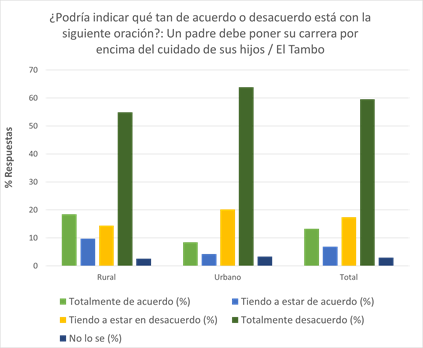 ¿Podría indicar qué tan de acuerdo o desacuerdo está con la
siguiente oración?: Un padre debe poner su carrera por
encima del cuidado de sus hijos / El Tambo
70
60
50
40
30
20
10
0
% Respuestas
Rural
Urbano
Total
Totalmente de acuerdo (%)
Tiendo a estar de acuerdo (%)
Tiendo a estar en desacuerdo (%)
Totalmente desacuerdo (%)
No lo se (%)